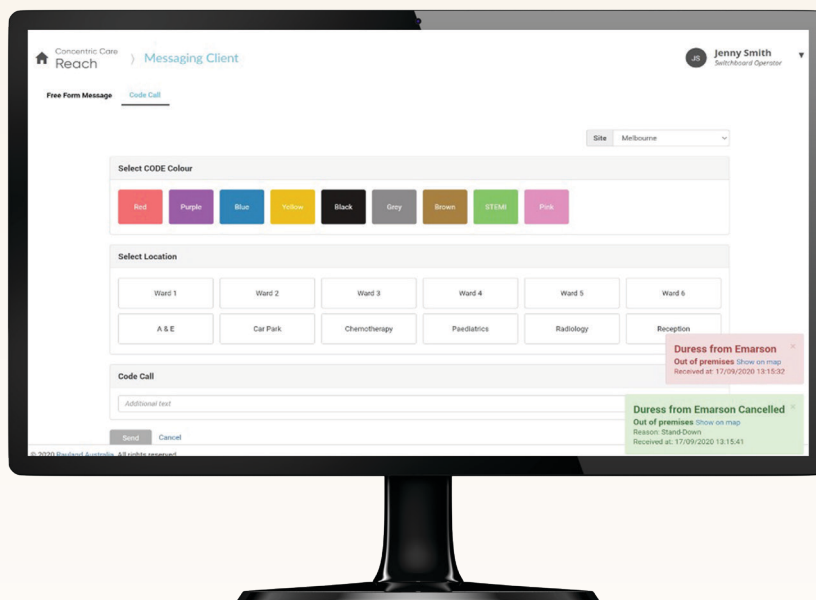 Concentric Care
Reach
Messaging Client
JS
Jenny Smith
Switchboard Operator
Free Form Message
Code Call
Site
Melbourne
Select CODE Colour
Red
Purple
Blue
Yellow
Black
Grey
Brown
STEMI
Pink
Select Location
Ward 1
Ward 2
Ward 3
Ward 4
Ward 5
Ward 6
A & E
Car Park
Chemotherapy
Paediatrics
Radiology
Reception
Duress from Emarson
Out of premises Show on map
Received at: 17/09/2020 13:15:32
Code Call
Additional text
Duress from Emarson Cancelled
Out of premises Show on map
Reason: Stand-Down
Received at: 17/09/2020 13:15:41
Send
Cancel
© 2020 Rauland Australia. All rights reserved